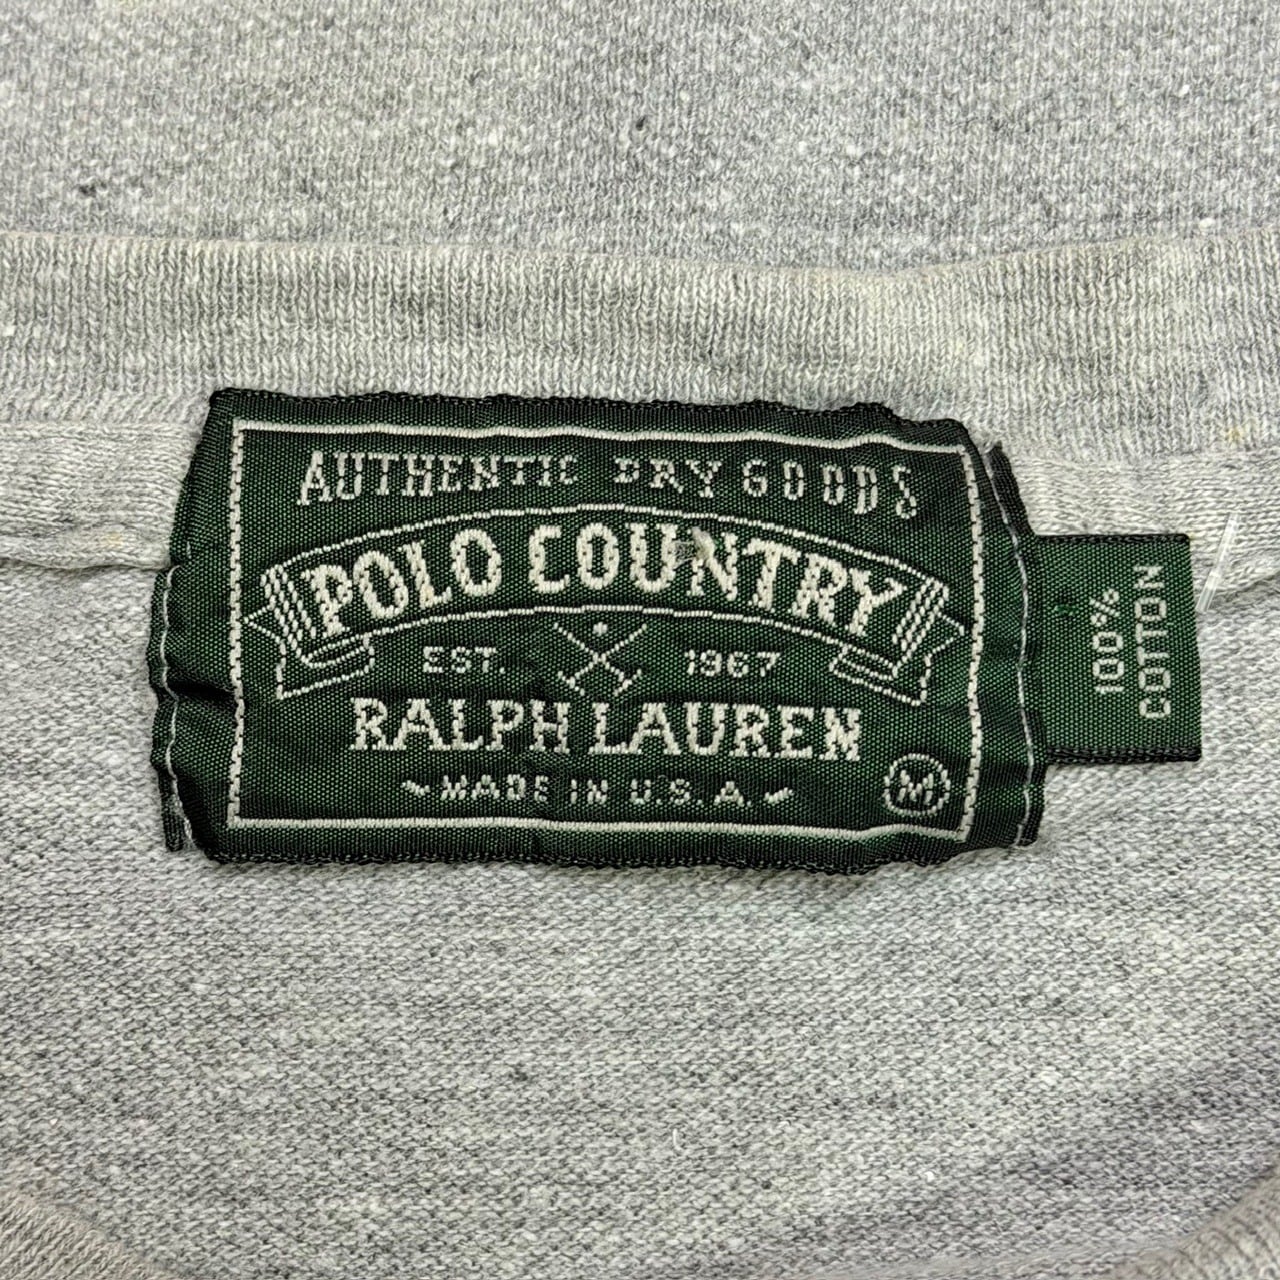 AUTHENTIC DRY GOODS
POLO COUNTRY
EST. 1967
RALPH LAUREN
~MADE IN U.S.A.~
M
100%
COTTON